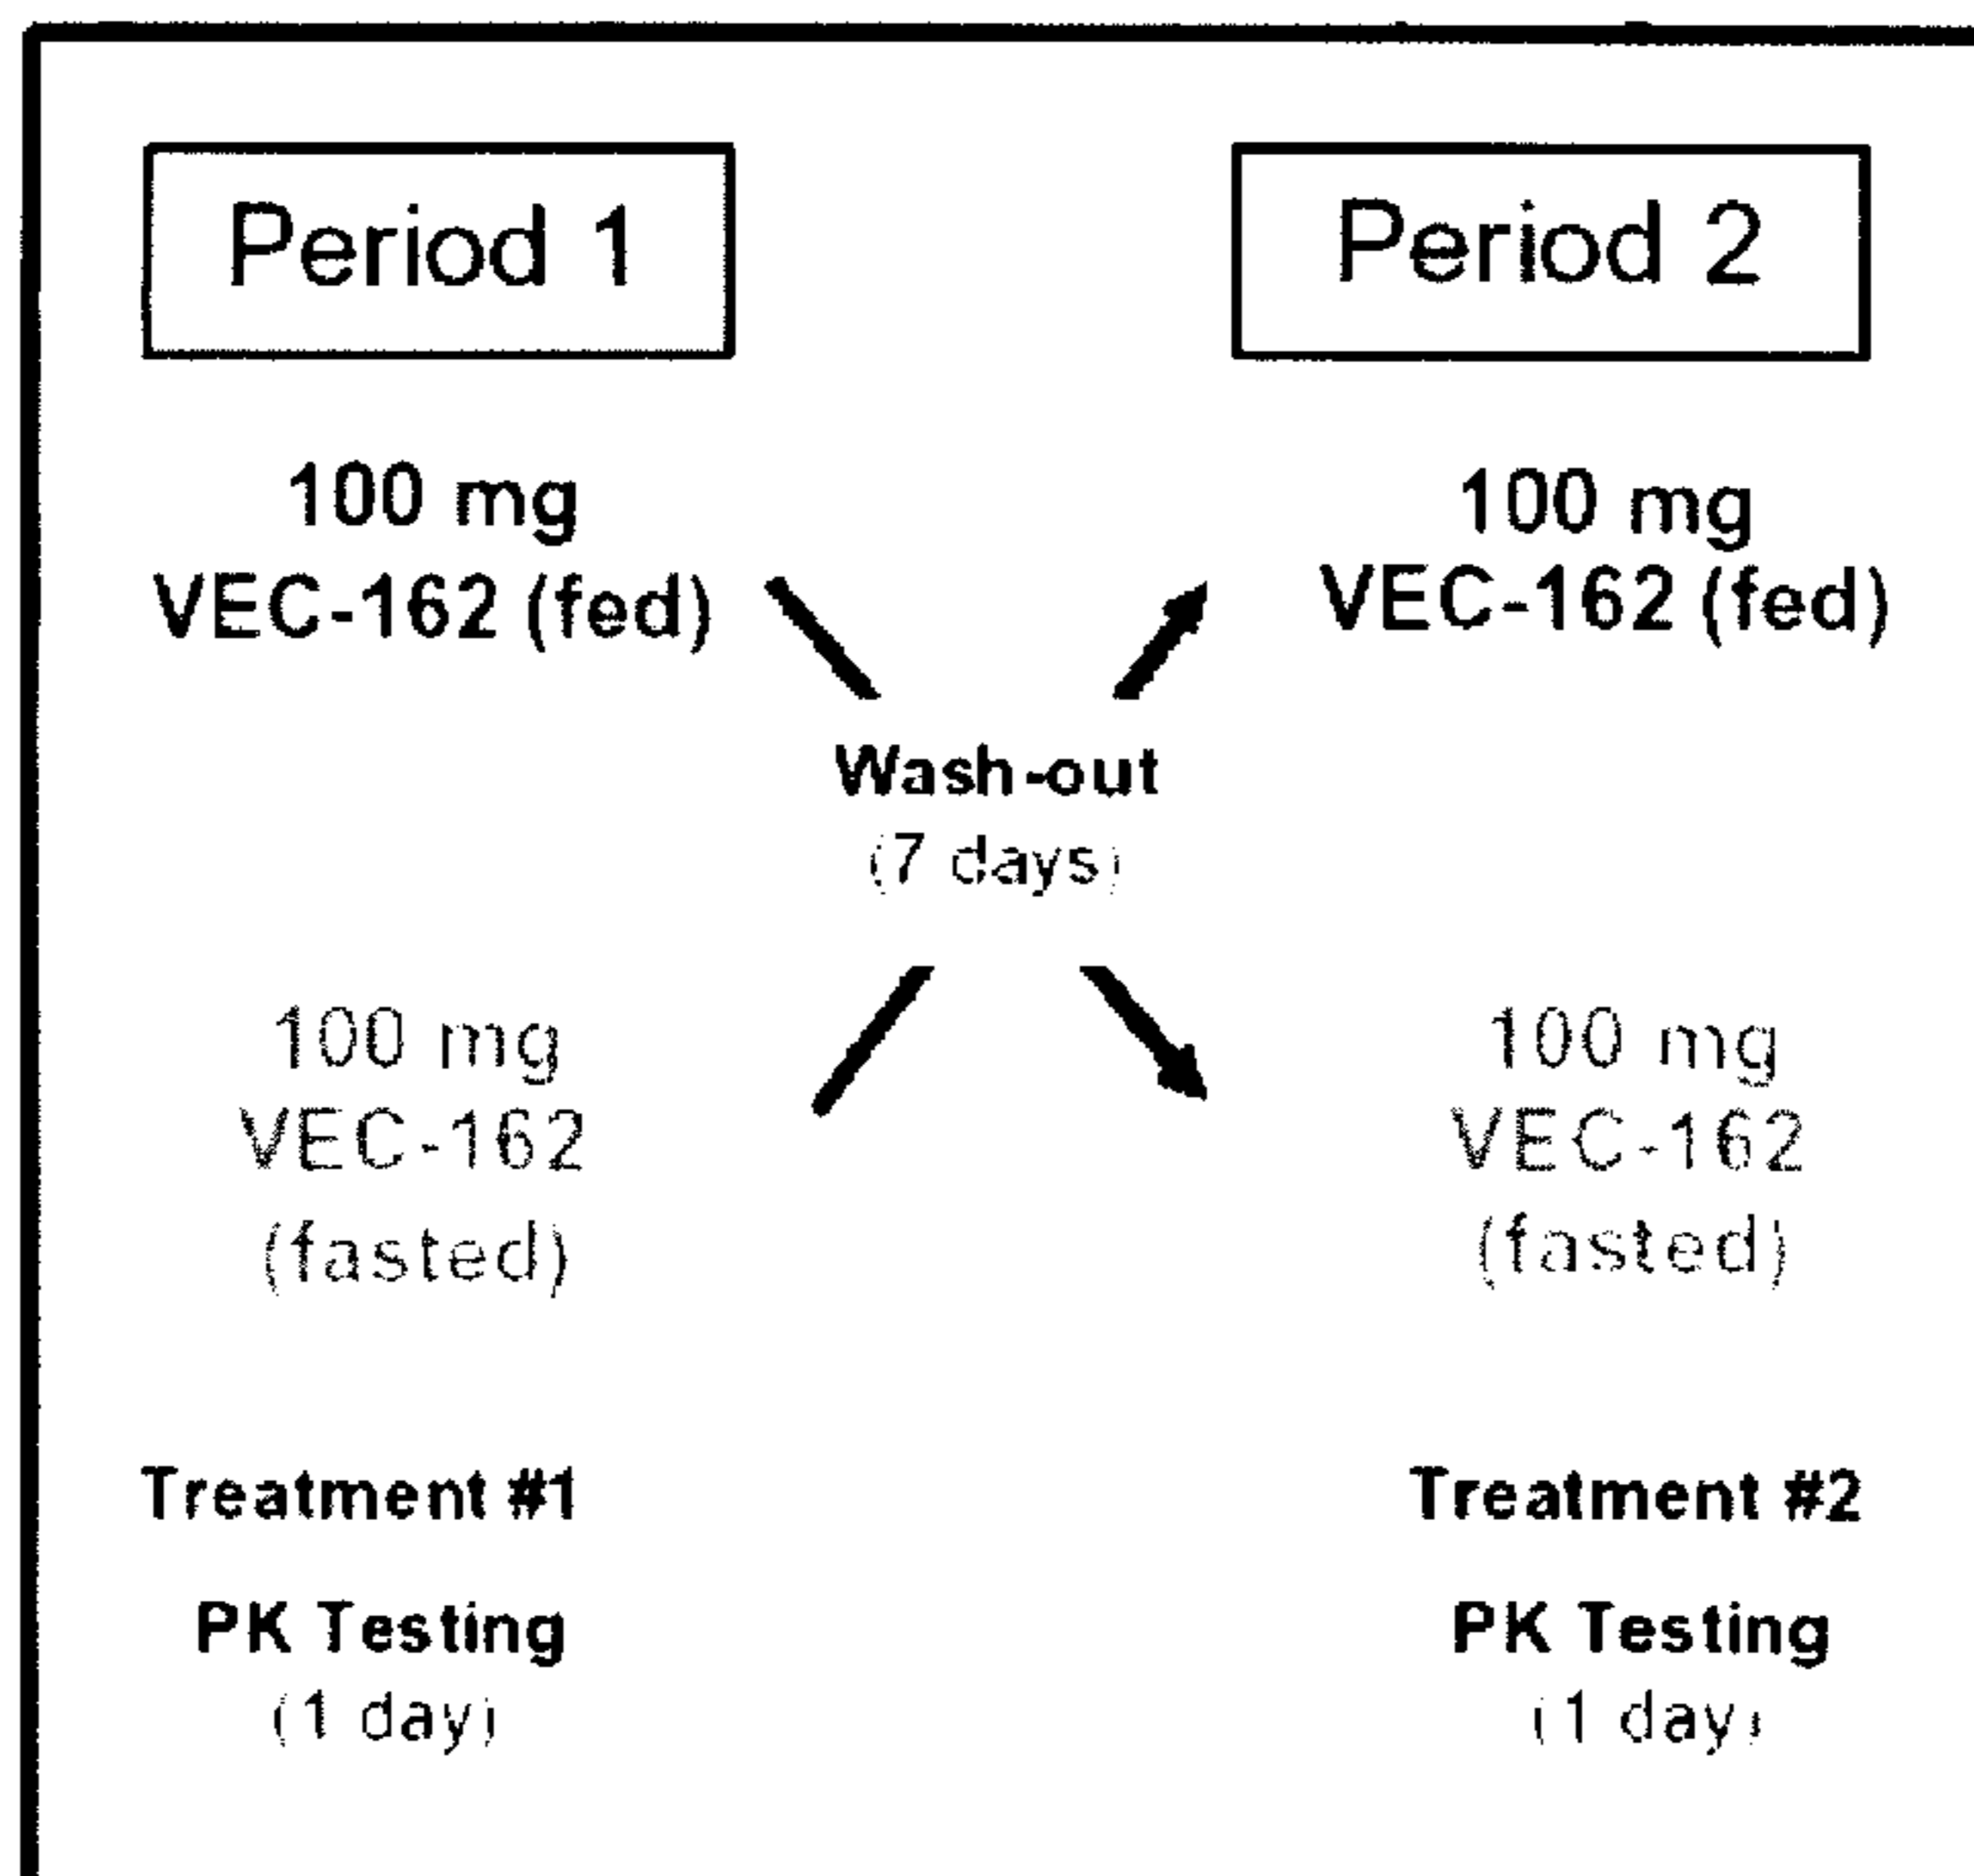 Period 1
Period 2
100 mg
VEC-162 (fed)
100 mg
VEC-162 (fed)
Wash-out
(7 days)
100 mg
VEC-162
(fasted)
100 mg
VEC-162
(fasted)
Treatment #1
PK Testing
(1 day)
Treatment #2
PK Testing
(1 day)